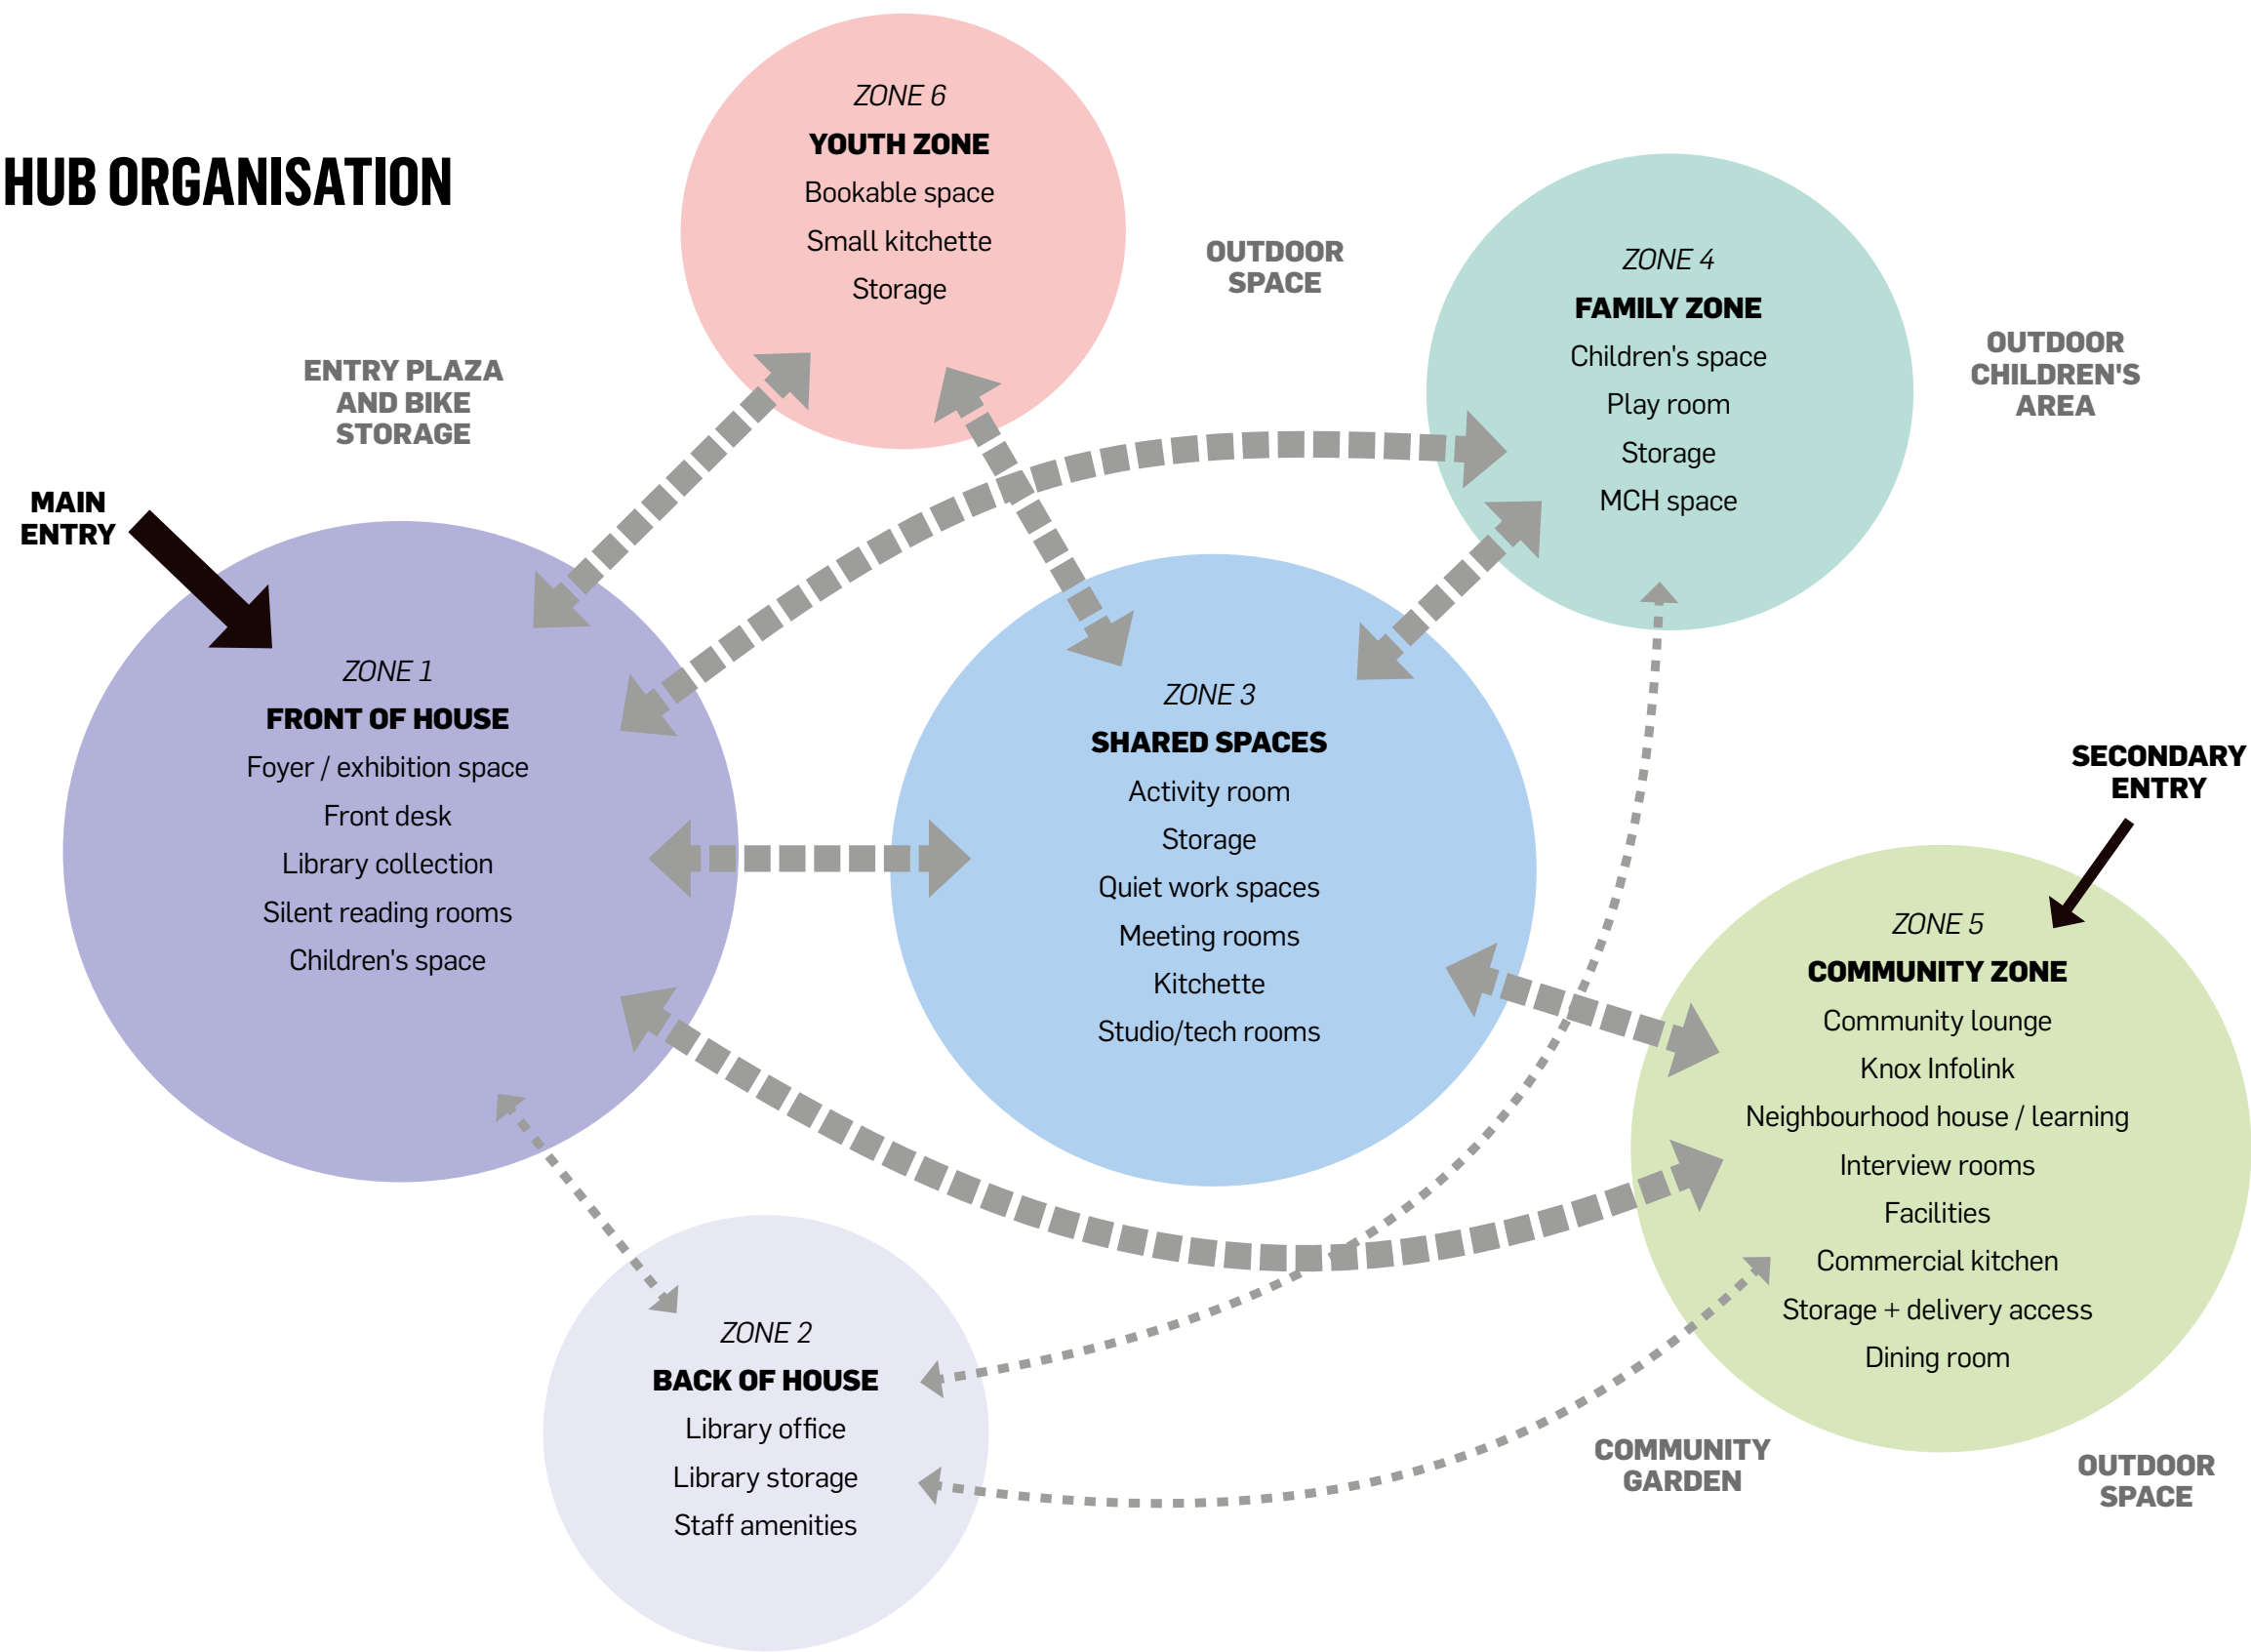 HUB ORGANISATION
ZONE 6
YOUTH ZONE
Bookable space
Small kitchette
Storage
OUTDOOR
SPACE
ZONE 4
FAMILY ZONE
Children's space
Play room
Storage
MCH space
OUTDOOR
CHILDREN'S
AREA
ENTRY PLAZA
AND BIKE
STORAGE
MAIN
ENTRY
ZONE 1
FRONT OF HOUSE
Foyer / exhibition space
Front desk
Library collection
Silent reading rooms
Children's space
ZONE 3
SHARED SPACES
Activity room
Storage
Quiet work spaces
Meeting rooms
Kitchette
Studio/tech rooms
SECONDARY
ENTRY
ZONE 5
COMMUNITY ZONE
Community lounge
Knox Infolink
Neighbourhood house / learning
Interview rooms
Facilities
Commercial kitchen
Storage + delivery access
Dining room
ZONE 2
BACK OF HOUSE
Library office
Library storage
Staff amenities
COMMUNITY
GARDEN
OUTDOOR
SPACE